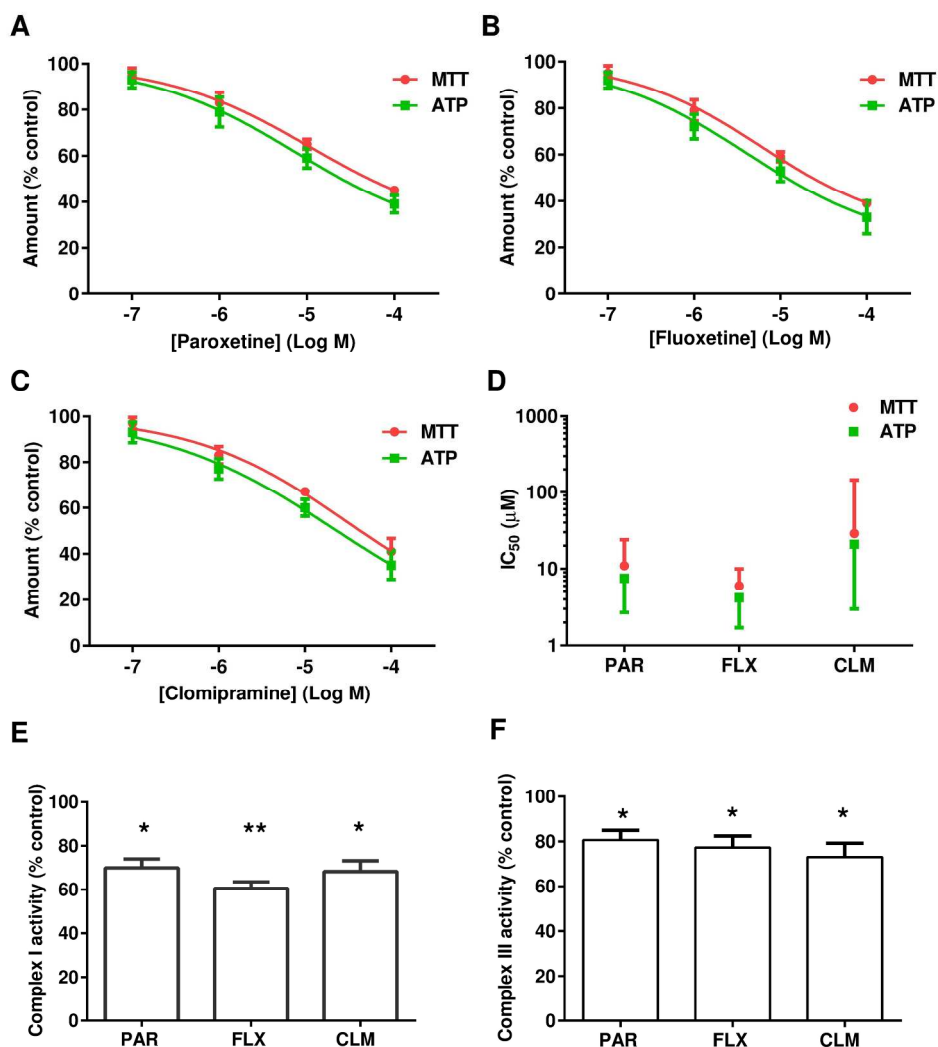 A
Amount (% control)
100
80
60
40
20
0
-7 -6 -5 -4
[Paroxetine] (Log M)
MTT
ATP
B
Amount (% control)
100
80
60
40
20
0
-7 -6 -5 -4
[Fluoxetine] (Log M)
MTT
ATP
C
Amount (% control)
100
80
60
40
20
0
-7 -6 -5 -4
[Clomipramine] (Log M)
MTT
ATP
D
IC50 (μM)
1000
100
10
1
PAR FLX CLM
MTT
ATP
E
Complex I activity (% control)
100
80
60
40
20
0
* ** *
PAR FLX CLM
F
Complex III activity (% control)
100
80
60
40
20
0
* * *
PAR FLX CLM